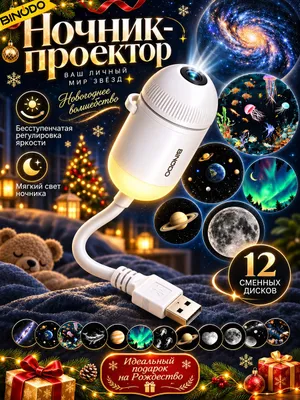 BINODO
Ночник-
проектор
ВАШ ЛИЧНЫЙ
МИР ЗВЁЗД
Новогоднее
волшебство
Бесступенчатая
регулировка
яркости
Мягкий свет
ночника
BINODO
12
СМЕННЫХ
ДИСКОВ
Идеальный
подарок
на Рождество